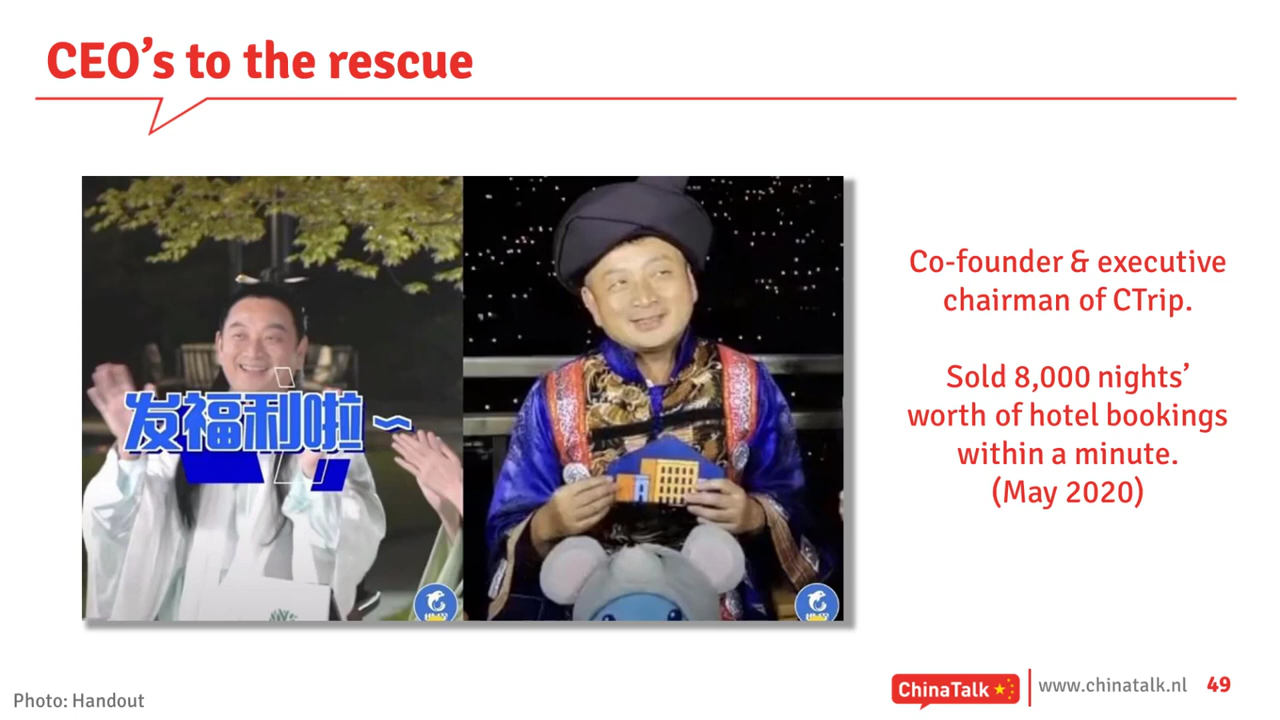 CEO’s to the rescue
发福利啦~
Co-founder & executive
chairman of CTrip.
Sold 8,000 nights’
worth of hotel bookings
within a minute.
(May 2020)
Photo: Handout
ChinaTalk
www.chinatalk.nl
49